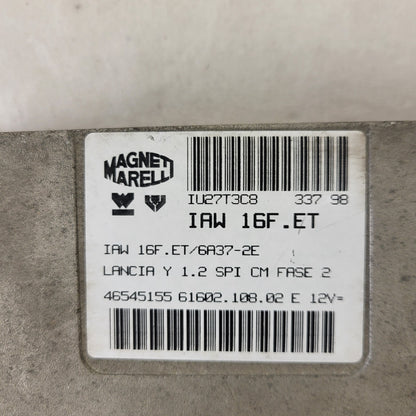 MAGNETI
MARELLI
IU27T3C8 337 98
IAW 16F.ET
IAW 16F.ET/6A37-2E
LANCIA Y 1.2 SPI CM FASE 2
46545155 61602.108.02 E 12V=